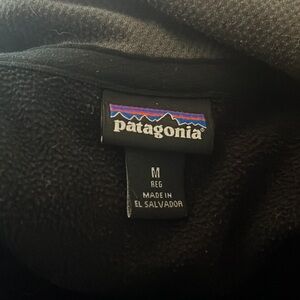 patagonia®
M
REG
MADE IN
EL SALVADOR